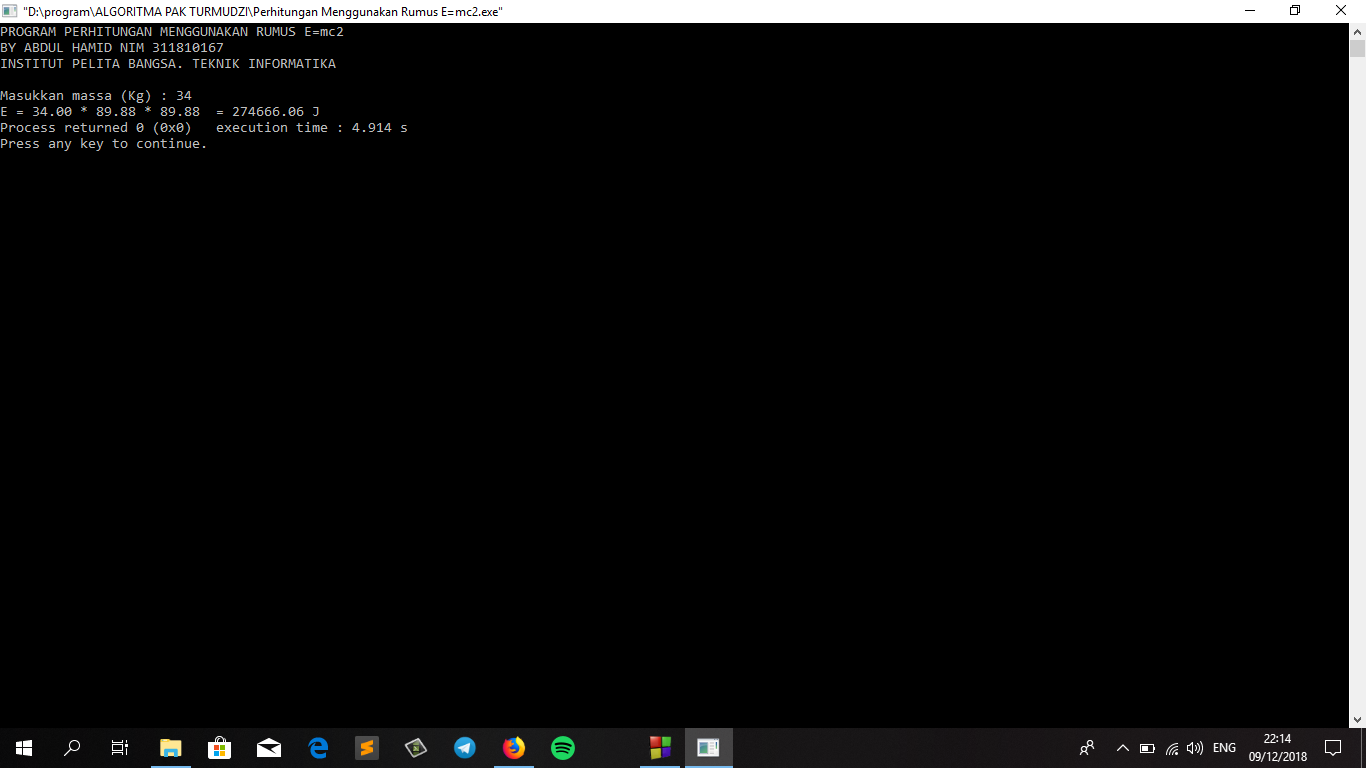 "D:\program\ALGORITMA PAK TURMUDZI\Perhitungan Menggunakan Rumus E=mc2.exe"
PROGRAM PERHITUNGAN MENGGUNAKAN RUMUS E=mc2
BY ABDUL HAMID NIM 311810167
INSTITUT PELITA BANGSA. TEKNIK INFORMATIKA
Masukkan massa (Kg) : 34
E = 34.00 * 89.88 * 89.88  = 274666.06 J
Process returned 0 (0x0)   execution time : 4.914 s
Press any key to continue.
ENG
22:14
09/12/2018